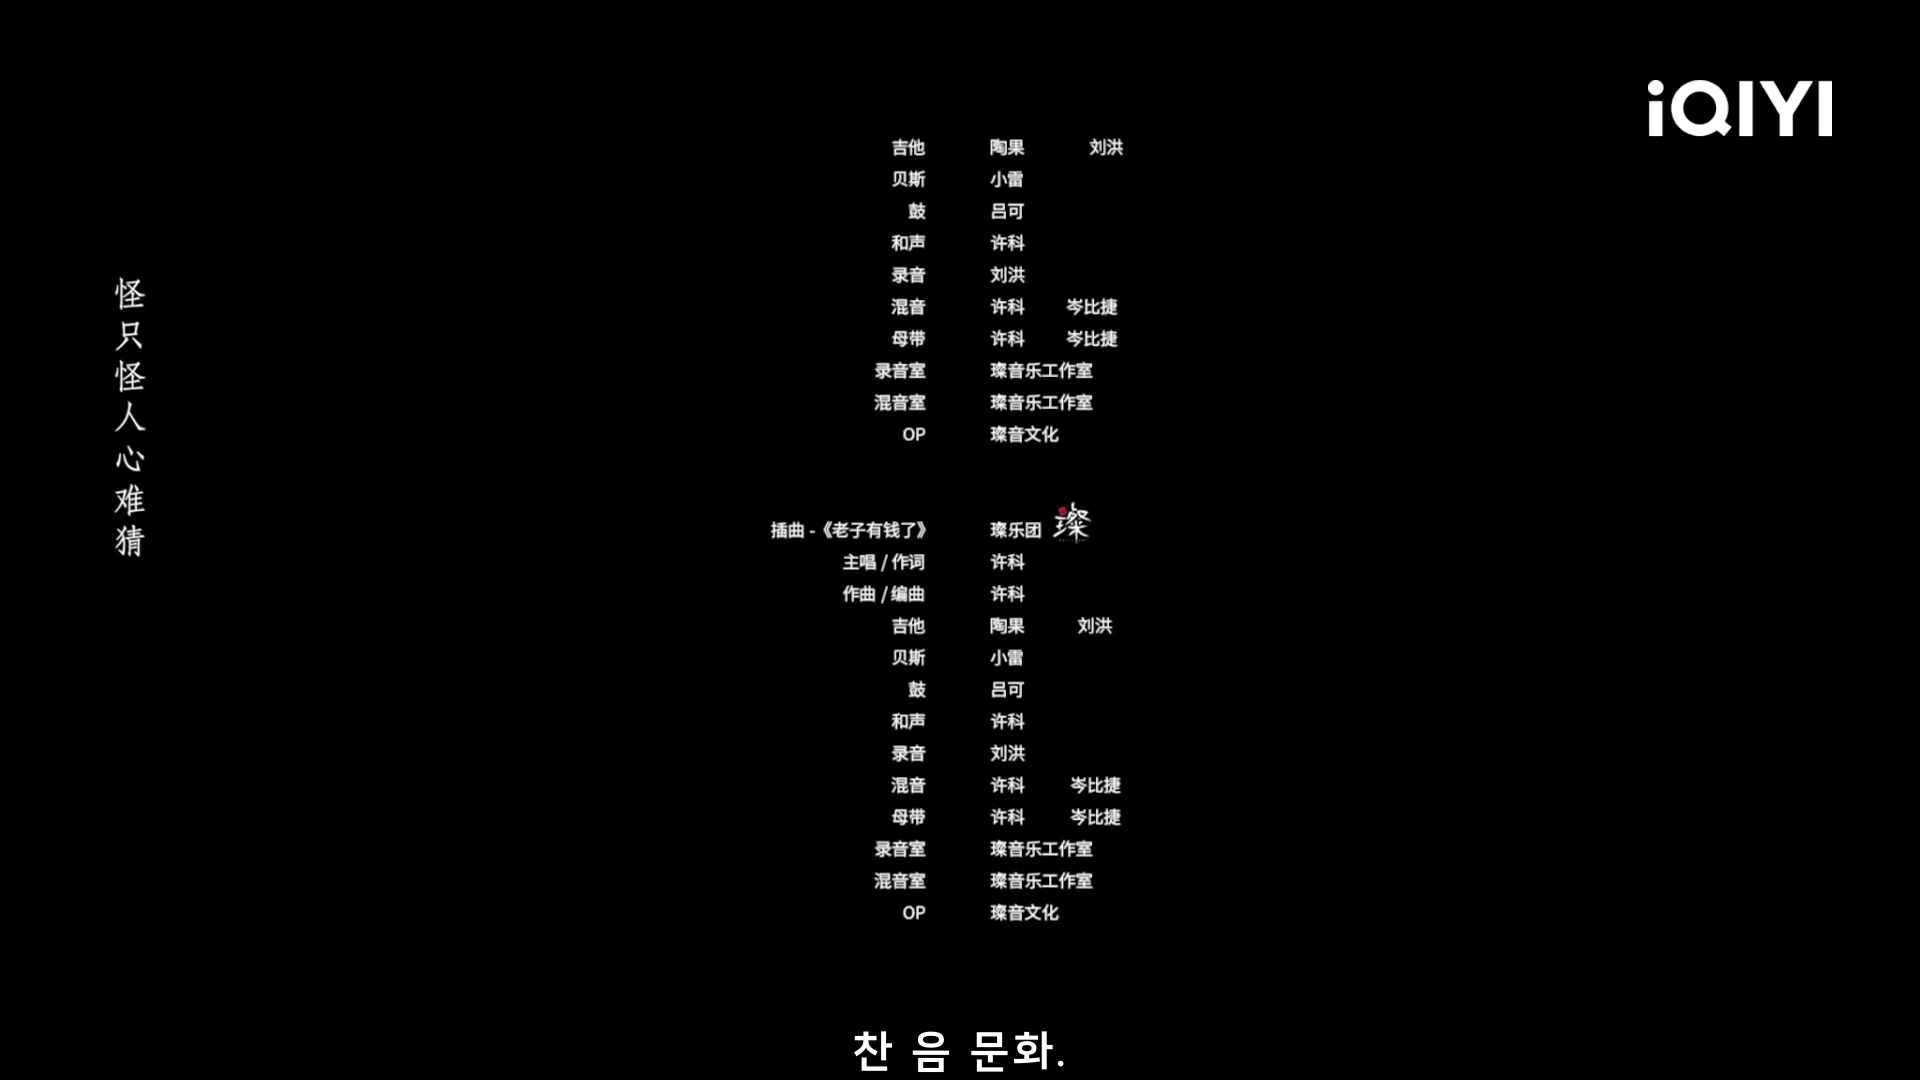 iQIYI
怪只怪人心难猜
吉他 陶果 刘洪
贝斯 小雷
鼓 吕可
和声 许科
录音 刘洪
混音 许科 岑比捷
母带 许科 岑比捷
录音室 璨音乐工作室
混音室 璨音乐工作室
OP 璨音文化
插曲 -《老子有钱了》 璨乐团 璨
主唱 / 作词 许科
作曲 / 编曲 许科
吉他 陶果 刘洪
贝斯 小雷
鼓 吕可
和声 许科
录音 刘洪
混音 许科 岑比捷
母带 许科 岑比捷
录音室 璨音乐工作室
混音室 璨音乐工作室
OP 璨音文化
찬 음 문화.